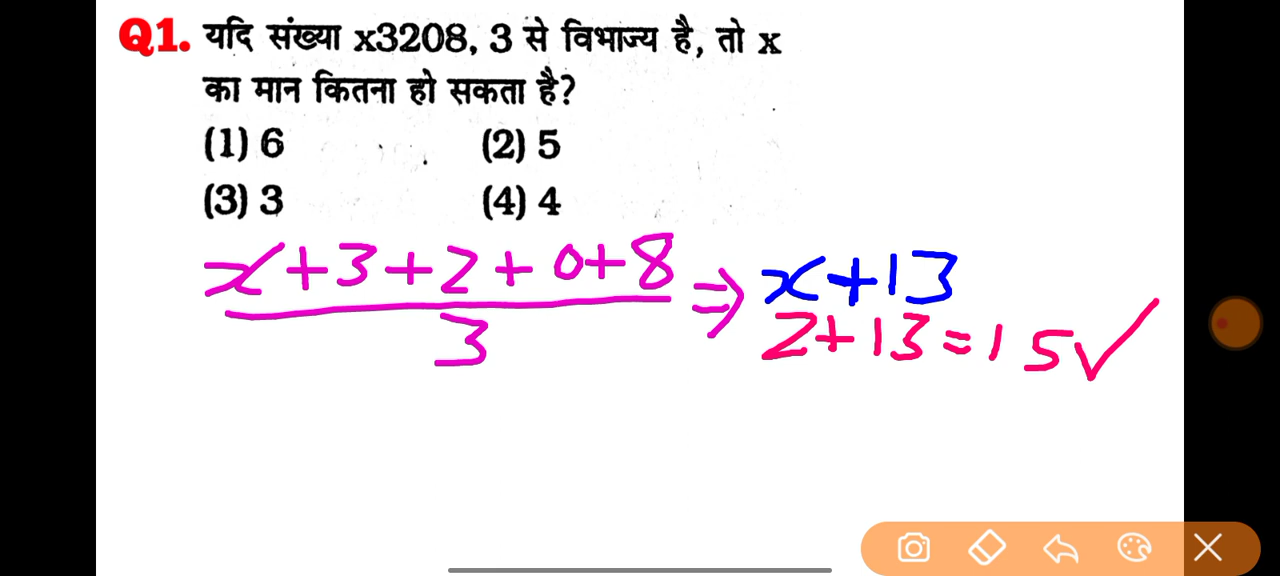 Q1. यदि संख्या x3208, 3 से विभाज्य है, तो x
का मान कितना हो सकता है?
(1) 6 (2) 5
(3) 3 (4) 4
x+3+2+0+8 ⇒ x+13
3 2+13=15✓